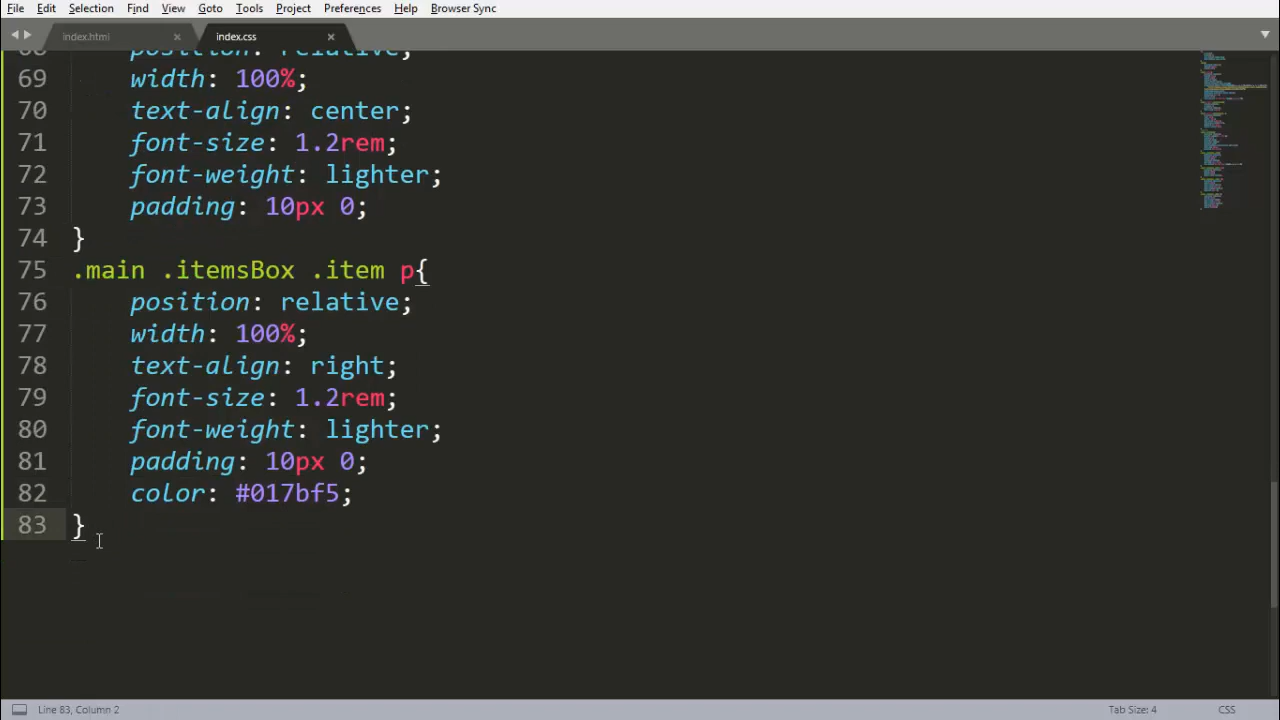 File Edit Selection Find View Goto Tools Project Preferences Help Browser Sync
index.html × index.css ×
68 position: relative;
69 width: 100%;
70 text-align: center;
71 font-size: 1.2rem;
72 font-weight: lighter;
73 padding: 10px 0;
74 }
75 .main .itemsBox .item p{
76 position: relative;
77 width: 100%;
78 text-align: right;
79 font-size: 1.2rem;
80 font-weight: lighter;
81 padding: 10px 0;
82 color: #017bf5;
83 }
Line 83, Column 2 Tab Size: 4 CSS